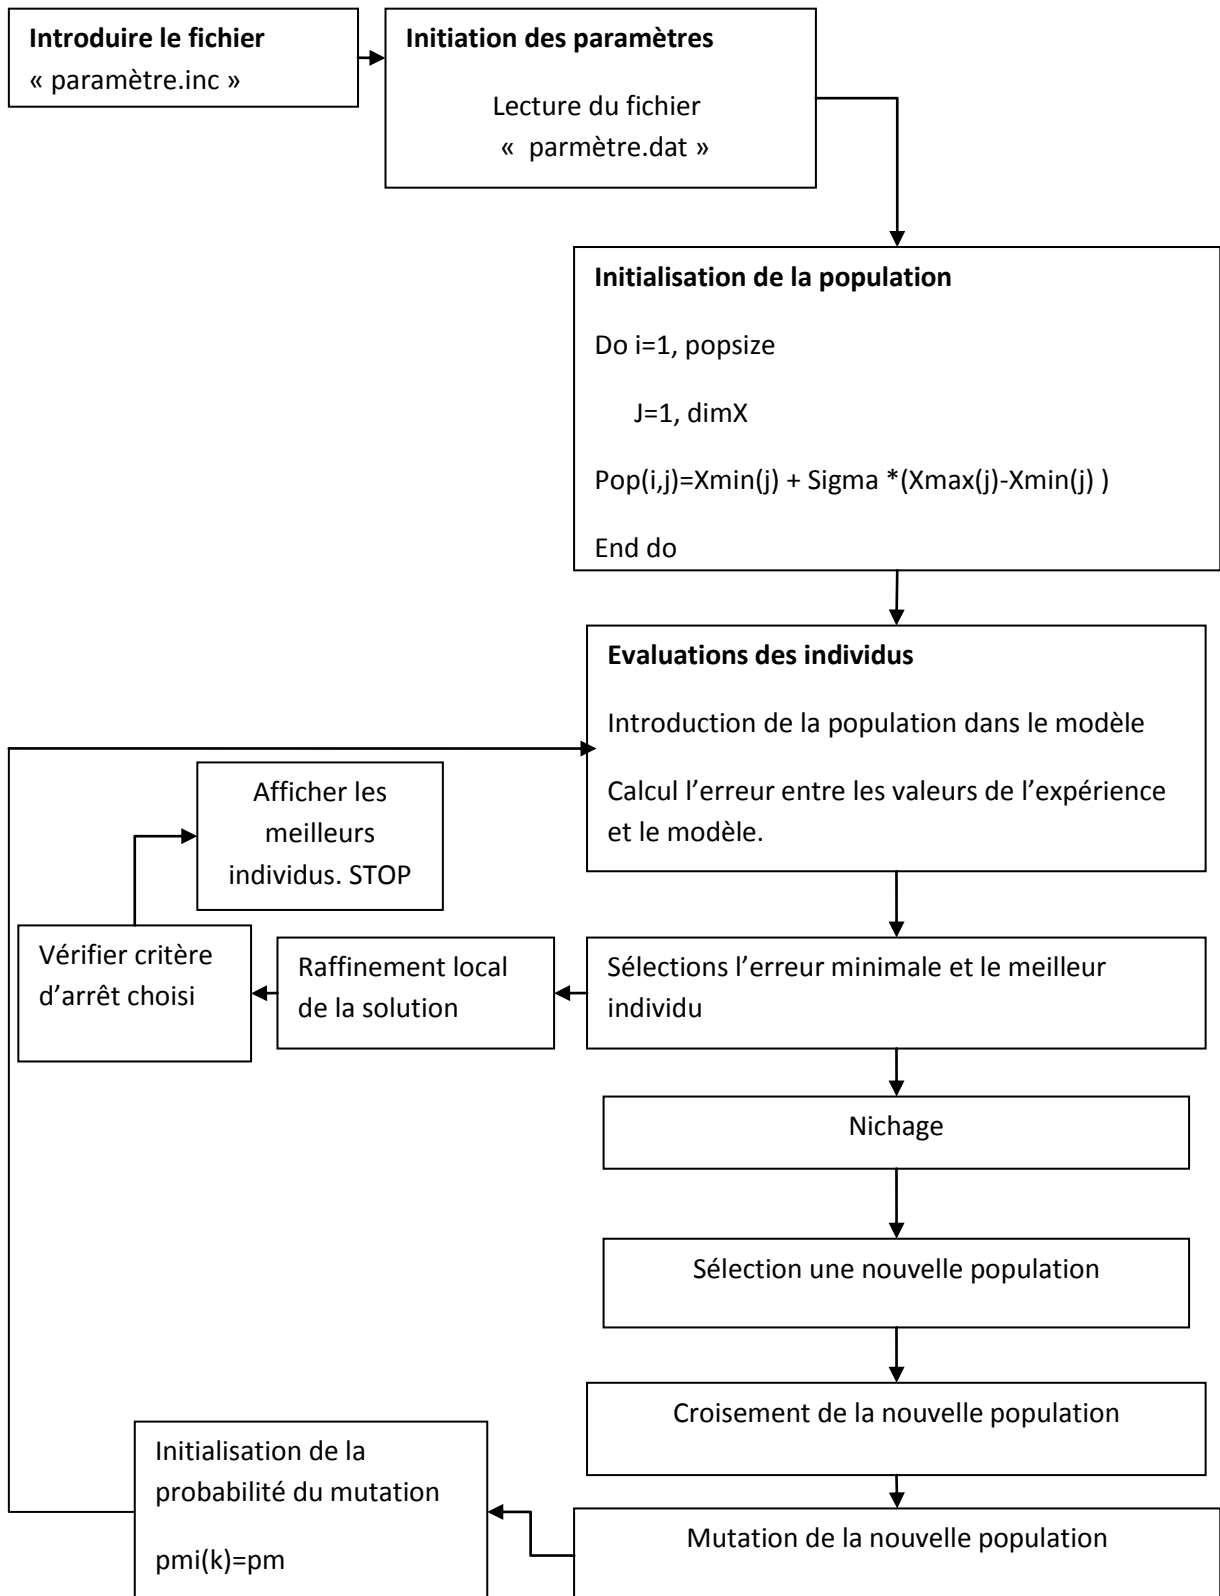 Introduire le fichier
« paramètre.inc »
Initiation des paramètres
Lecture du fichier
« parmètre.dat »
Initialisation de la population
Do i=1, popsize
J=1, dimX
Pop(i,j)=Xmin(j) + Sigma *(Xmax(j)-Xmin(j) )
End do
Evaluations des individus
Introduction de la population dans le modèle
Calcul l’erreur entre les valeurs de l’expérience
et le modèle.
Afficher les
meilleurs
individus. STOP
Vérifier critère
d’arrêt choisi
Raffinement local
de la solution
Sélections l’erreur minimale et le meilleur
individu
Nichage
Sélection une nouvelle population
Croisement de la nouvelle population
Mutation de la nouvelle population
Initialisation de la
probabilité du mutation
pmi(k)=pm